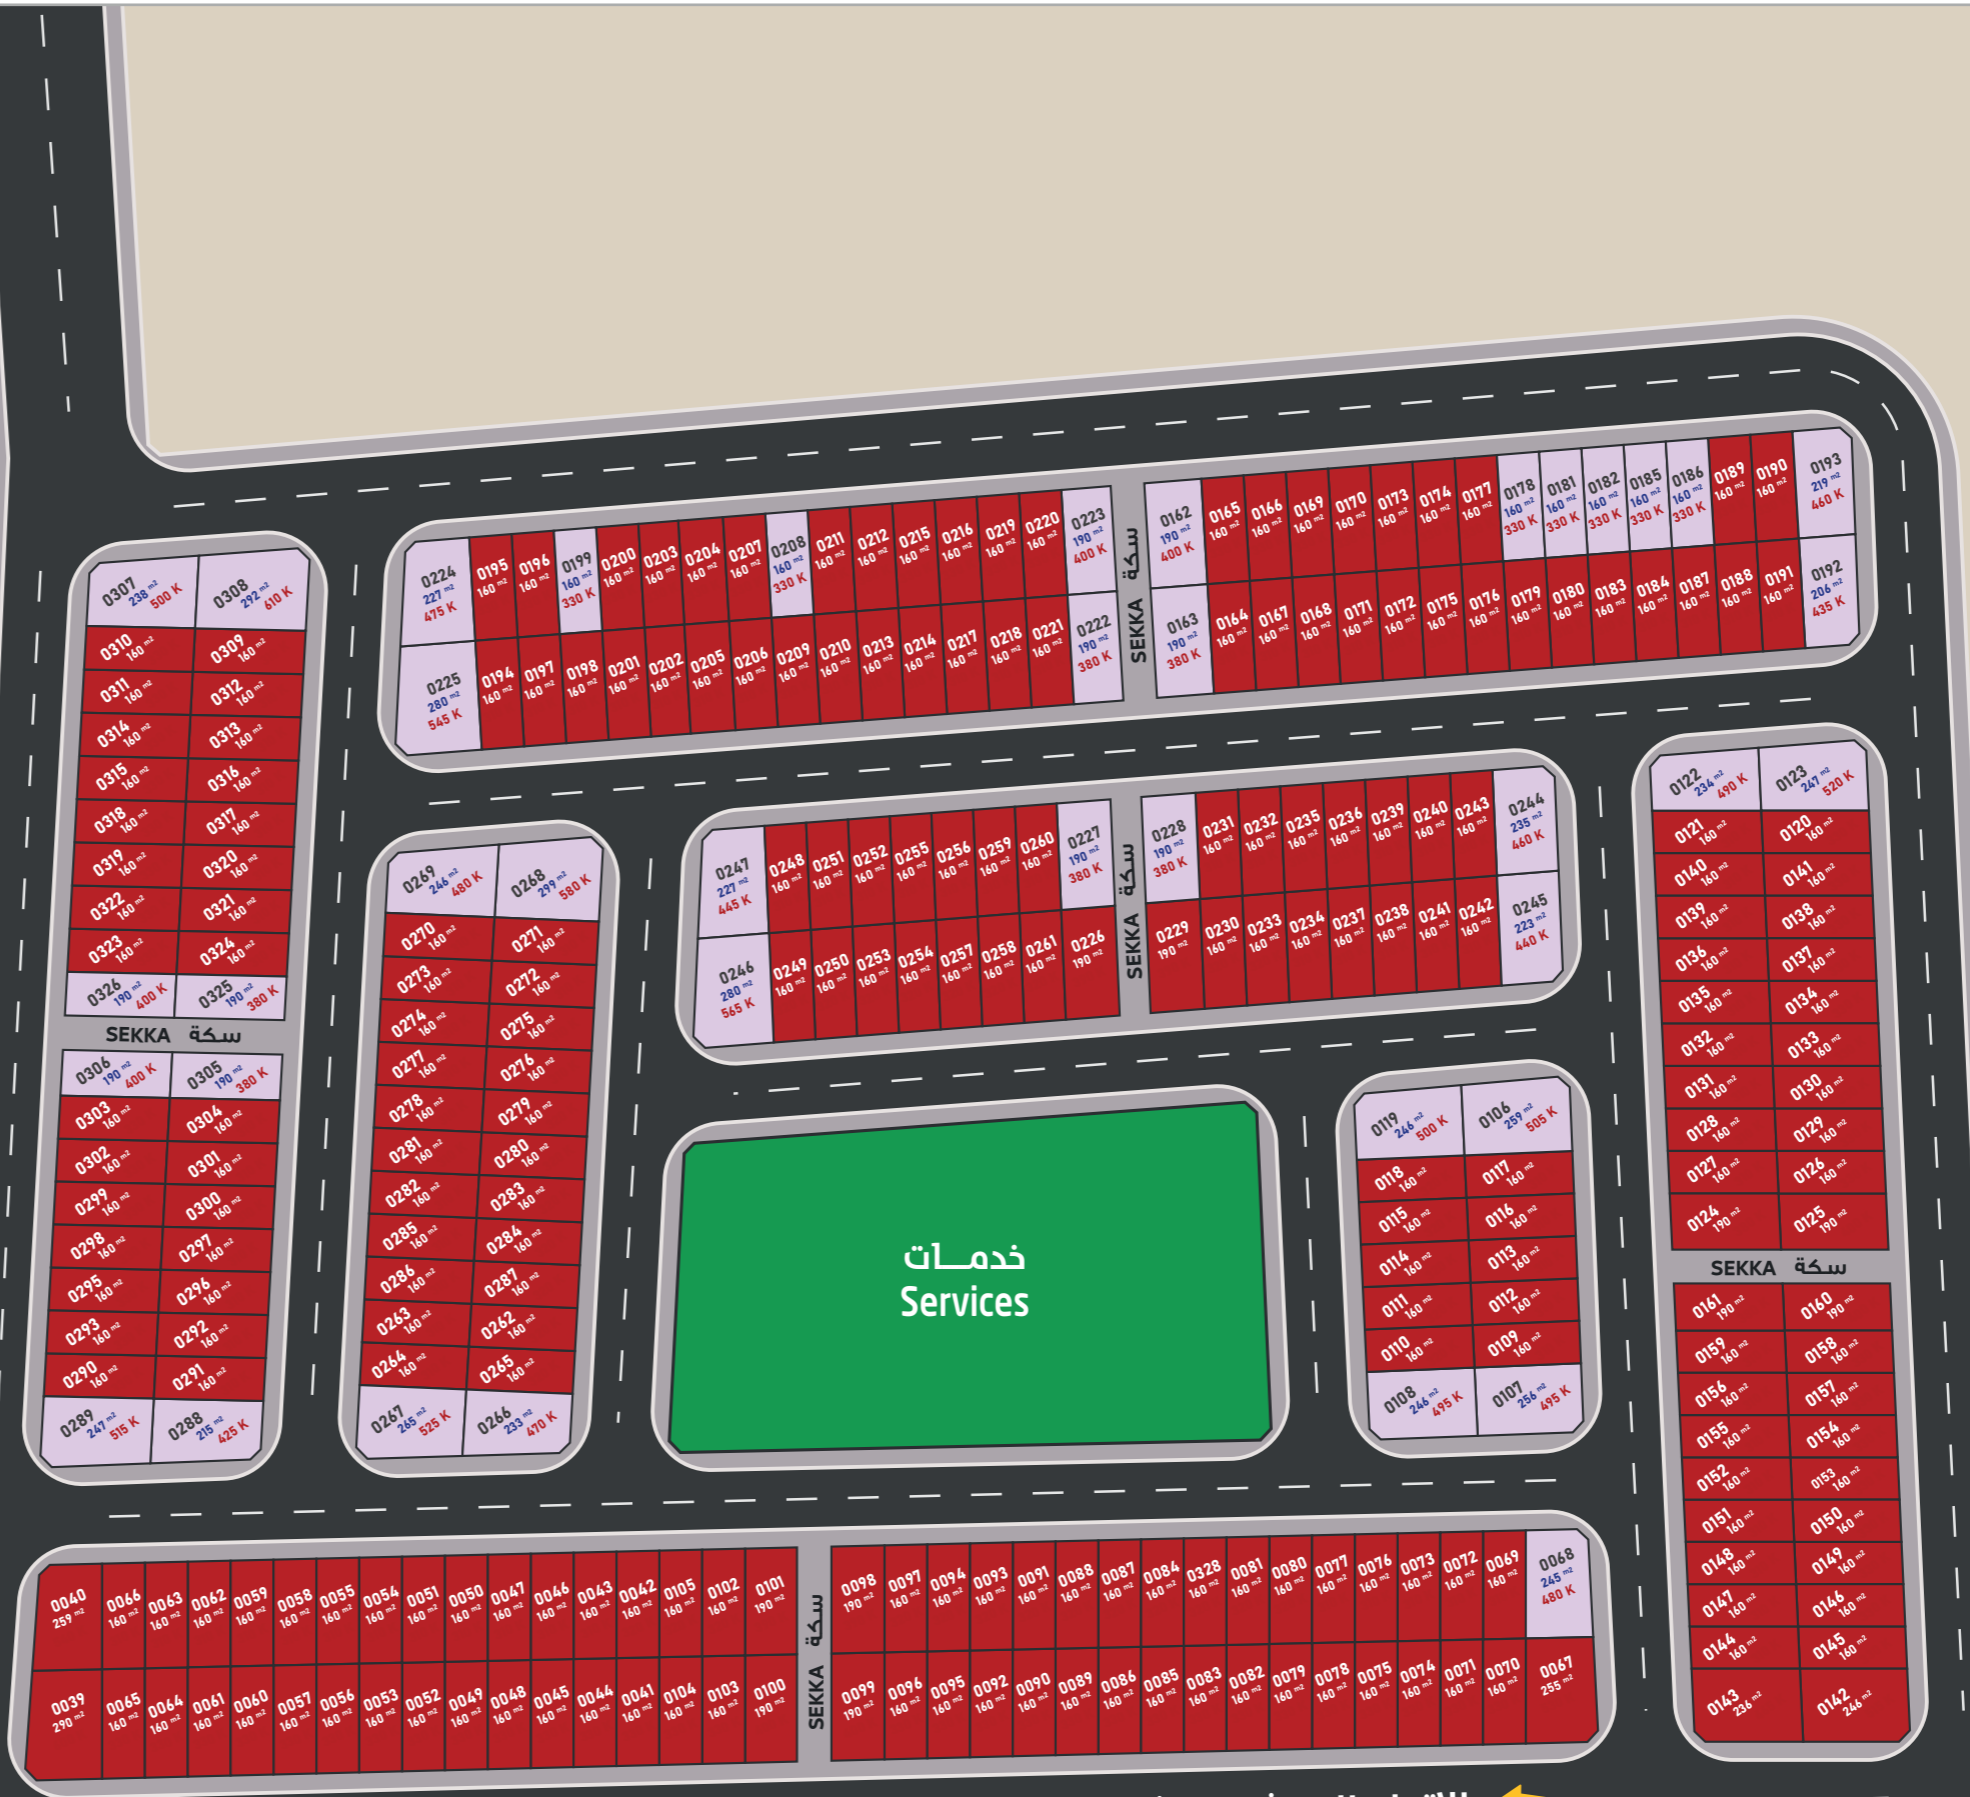 0307 238 m² 500 K
0308 292 m² 610 K
0310 160 m²
0309 160 m²
0311 160 m²
0312 160 m²
0314 160 m²
0313 160 m²
0315 160 m²
0316 160 m²
0318 160 m²
0317 160 m²
0319 160 m²
0320 160 m²
0322 160 m²
0321 160 m²
0323 160 m²
0324 160 m²
0326 190 m² 400 K
0325 190 m² 380 K
SEKKA سكة
0306 190 m² 400 K
0305 190 m² 380 K
0303 160 m²
0304 160 m²
0302 160 m²
0301 160 m²
0299 160 m²
0300 160 m²
0298 160 m²
0297 160 m²
0295 160 m²
0296 160 m²
0293 160 m²
0292 160 m²
0290 160 m²
0291 160 m²
0289 247 m² 515 K
0288 215 m² 425 K
0224 227 m² 475 K
0195 160 m²
0196 160 m²
0199 160 m² 330 K
0200 160 m²
0203 160 m²
0204 160 m²
0207 160 m²
0208 160 m² 330 K
0211 160 m²
0212 160 m²
0215 160 m²
0216 160 m²
0219 160 m²
0220 160 m²
0223 190 m² 400 K
0225 280 m² 545 K
0194 160 m²
0197 160 m²
0198 160 m²
0201 160 m²
0202 160 m²
0205 160 m²
0206 160 m²
0209 160 m²
0210 160 m²
0213 160 m²
0214 160 m²
0217 160 m²
0218 160 m²
0221 160 m²
0222 190 m² 380 K
SEKKA سكة
0162 190 m² 400 K
0165 160 m²
0166 160 m²
0169 160 m²
0170 160 m²
0173 160 m²
0174 160 m²
0177 160 m²
0178 160 m² 330 K
0181 160 m² 330 K
0182 160 m² 330 K
0185 160 m² 330 K
0186 160 m² 330 K
0189 160 m²
0190 160 m²
0193 219 m² 460 K
0163 190 m² 380 K
0164 160 m²
0167 160 m²
0168 160 m²
0171 160 m²
0172 160 m²
0175 160 m²
0176 160 m²
0179 160 m²
0180 160 m²
0183 160 m²
0184 160 m²
0187 160 m²
0188 160 m²
0191 160 m²
0192 206 m² 435 K
0269 246 m² 480 K
0268 299 m² 580 K
0270 160 m²
0271 160 m²
0273 160 m²
0272 160 m²
0274 160 m²
0275 160 m²
0277 160 m²
0276 160 m²
0278 160 m²
0279 160 m²
0281 160 m²
0280 160 m²
0282 160 m²
0283 160 m²
0285 160 m²
0284 160 m²
0286 160 m²
0287 160 m²
0263 160 m²
0262 160 m²
0264 160 m²
0265 160 m²
0267 265 m² 525 K
0266 233 m² 470 K
0247 227 m² 445 K
0248 160 m²
0251 160 m²
0252 160 m²
0255 160 m²
0256 160 m²
0259 160 m²
0260 160 m²
0227 190 m² 380 K
0246 280 m² 565 K
0249 160 m²
0250 160 m²
0253 160 m²
0254 160 m²
0257 160 m²
0258 160 m²
0261 160 m²
0226 190 m²
SEKKA سكة
0228 190 m² 380 K
0231 160 m²
0232 160 m²
0235 160 m²
0236 160 m²
0239 160 m²
0240 160 m²
0243 160 m²
0244 235 m² 460 K
0229 190 m²
0230 160 m²
0233 160 m²
0234 160 m²
0237 160 m²
0238 160 m²
0241 160 m²
0242 160 m²
0245 223 m² 440 K
خدمـــات
Services
0119 246 m² 500 K
0106 259 m² 505 K
0118 160 m²
0117 160 m²
0115 160 m²
0116 160 m²
0114 160 m²
0113 160 m²
0111 160 m²
0112 160 m²
0110 160 m²
0109 160 m²
0108 246 m² 495 K
0107 256 m² 495 K
0122 234 m² 490 K
0123 247 m² 520 K
0121 160 m²
0120 160 m²
0140 160 m²
0141 160 m²
0139 160 m²
0138 160 m²
0136 160 m²
0137 160 m²
0135 160 m²
0134 160 m²
0132 160 m²
0133 160 m²
0131 160 m²
0130 160 m²
0128 160 m²
0129 160 m²
0127 160 m²
0126 160 m²
0124 190 m²
0125 190 m²
SEKKA سكة
0161 190 m²
0160 190 m²
0159 160 m²
0158 160 m²
0156 160 m²
0157 160 m²
0155 160 m²
0154 160 m²
0152 160 m²
0153 160 m²
0151 160 m²
0150 160 m²
0148 160 m²
0149 160 m²
0147 160 m²
0146 160 m²
0144 160 m²
0145 160 m²
0143 236 m²
0142 246 m²
0040 259 m²
0066 160 m²
0063 160 m²
0062 160 m²
0059 160 m²
0058 160 m²
0055 160 m²
0054 160 m²
0051 160 m²
0050 160 m²
0047 160 m²
0046 160 m²
0043 160 m²
0042 160 m²
0105 160 m²
0102 160 m²
0101 190 m²
0039 290 m²
0065 160 m²
0064 160 m²
0061 160 m²
0060 160 m²
0057 160 m²
0056 160 m²
0053 160 m²
0052 160 m²
0049 160 m²
0048 160 m²
0045 160 m²
0044 160 m²
0041 160 m²
0104 160 m²
0103 160 m²
0100 190 m²
SEKKA سكة
0098 190 m²
0097 160 m²
0094 160 m²
0093 160 m²
0091 160 m²
0088 160 m²
0087 160 m²
0084 160 m²
0328 160 m²
0081 160 m²
0080 160 m²
0077 160 m²
0076 160 m²
0073 160 m²
0072 160 m²
0069 160 m²
0068 245 m² 480 K
0099 190 m²
0096 160 m²
0095 160 m²
0092 160 m²
0090 160 m²
0089 160 m²
0086 160 m²
0085 160 m²
0083 160 m²
0082 160 m²
0079 160 m²
0078 160 m²
0075 160 m²
0074 160 m²
0071 160 m²
0070 160 m²
0067 255 m²